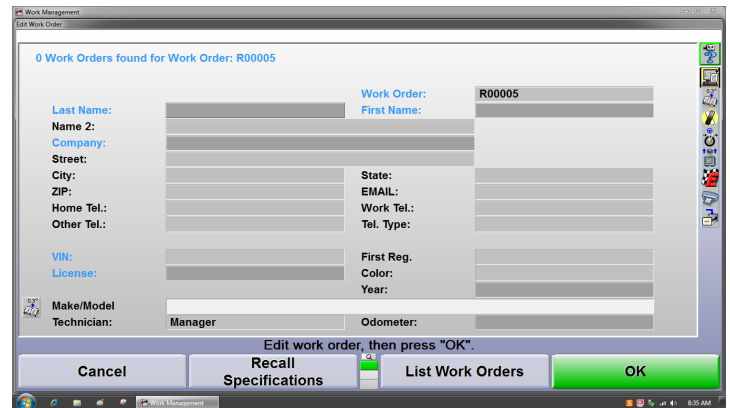 Work Management
Edit Work Order
0 Work Orders found for Work Order: R00005
Work Order: R00005
Last Name: First Name:
Name 2:
Company:
Street:
City: State:
ZIP: EMAIL:
Home Tel.: Work Tel.:
Other Tel.: Tel. Type:
VIN: First Reg.
License: Color:
Year:
Make/Model
Technician: Manager Odometer:
Edit work order, then press "OK".
Cancel Recall Specifications List Work Orders OK
Work Management 8:35 AM